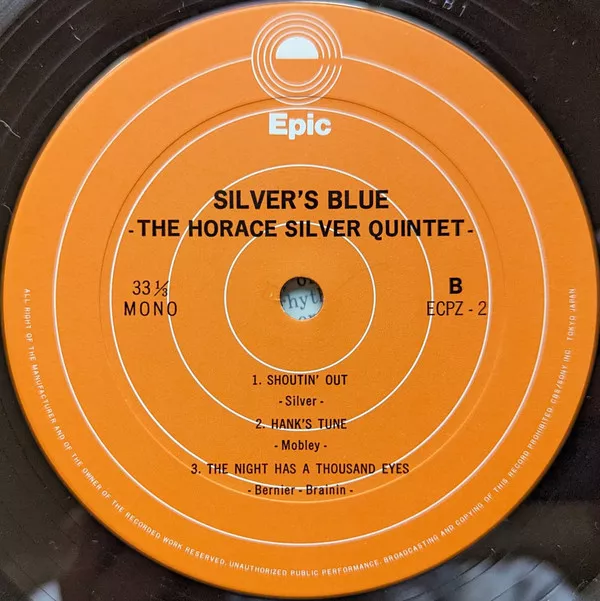 Epic
SILVER'S BLUE
- THE HORACE SILVER QUINTET -
33 ⅓
MONO
B
ECPZ - 2
1. SHOUTIN' OUT
- Silver -
2. HANK'S TUNE
- Mobley -
3. THE NIGHT HAS A THOUSAND EYES
- Bernier - Brainin -
ALL RIGHT OF THE MANUFACTURER AND OF THE OWNER OF THE RECORDED WORK RESERVED. UNAUTHORIZED PUBLIC PERFORMANCE. BROADCASTING AND COPYING OF THIS RECORD PROHIBITED. CBS/SONY INC. TOKYO JAPAN